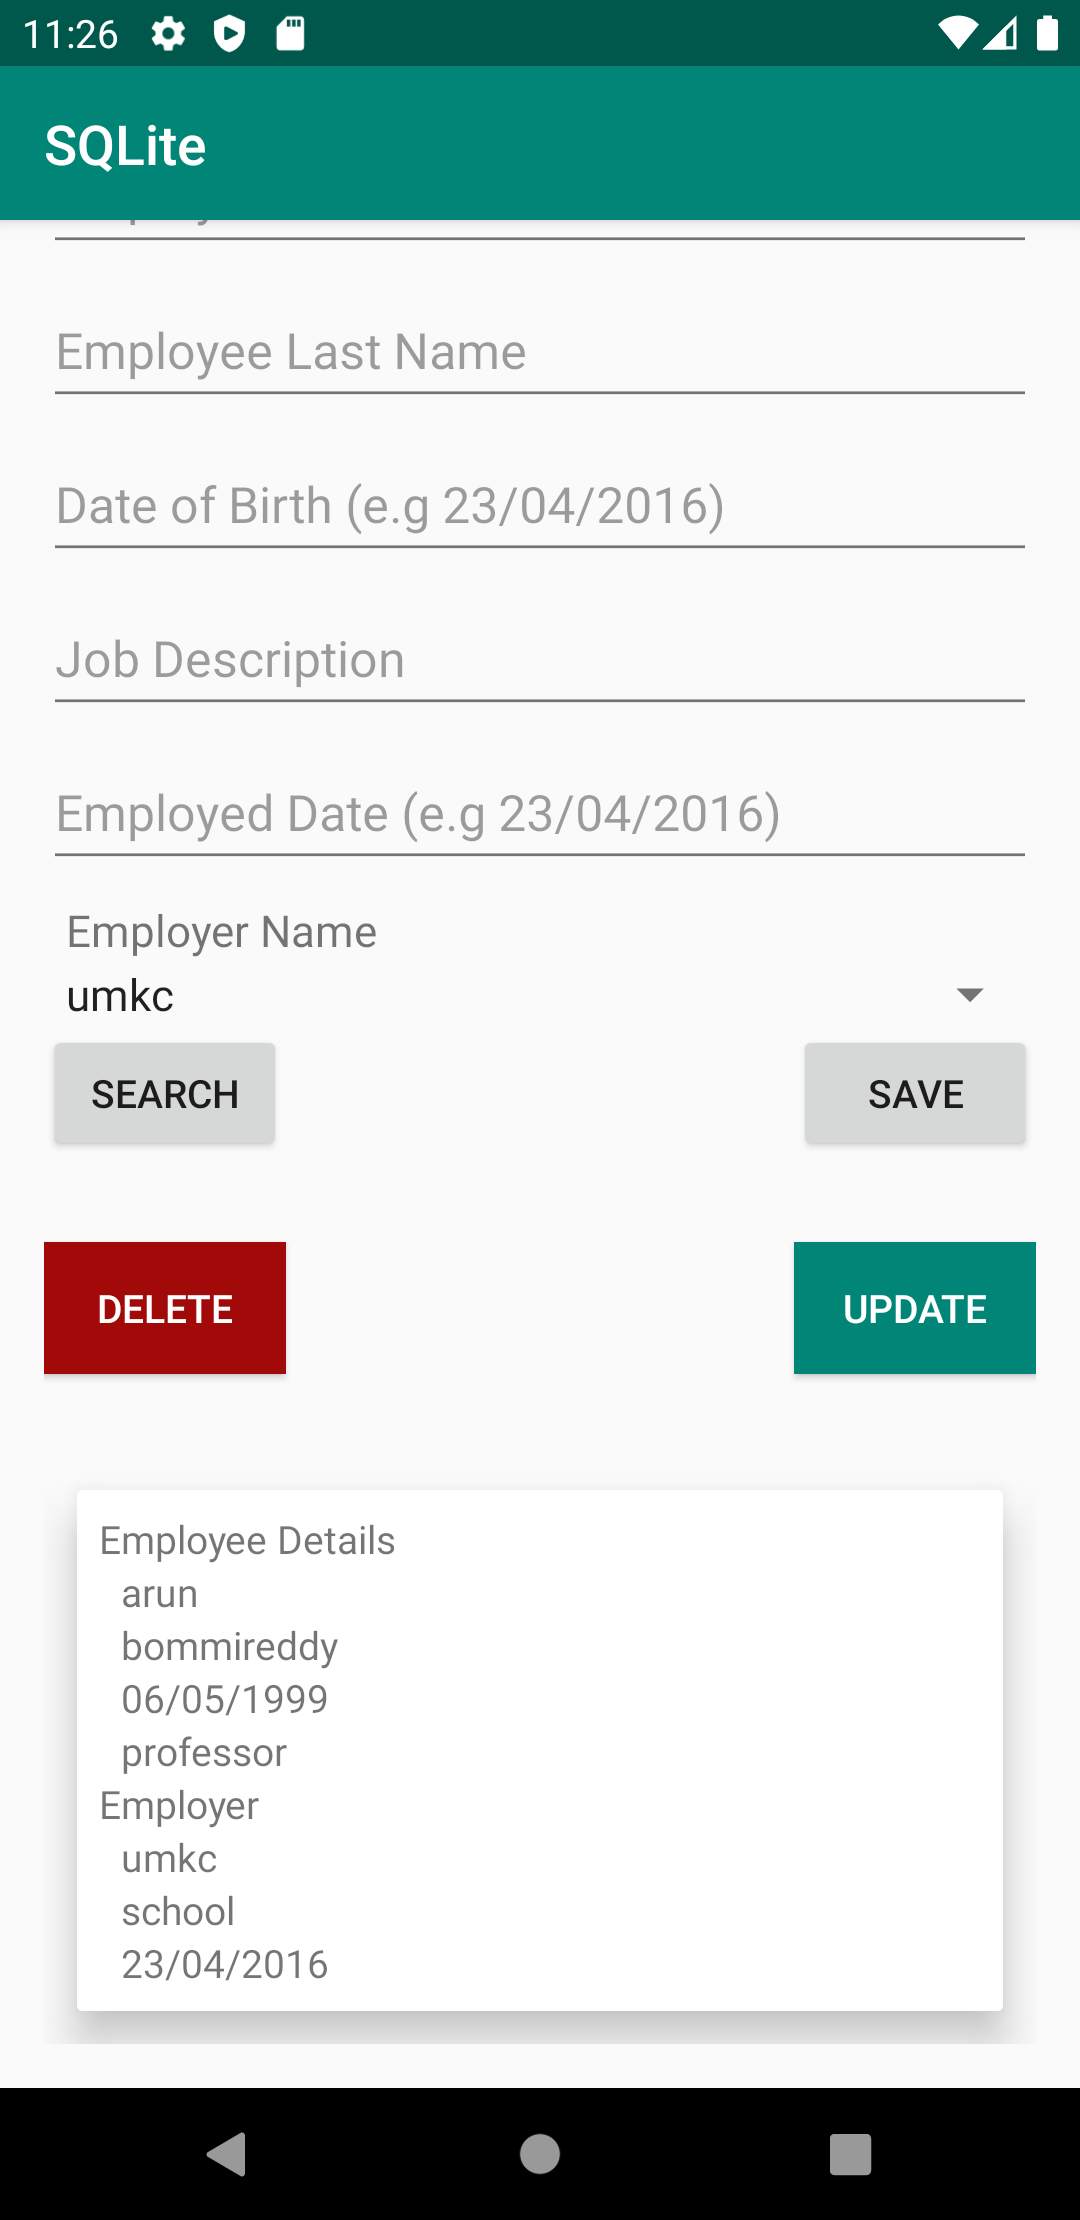 11:26
SQLite
Employee Last Name
Date of Birth (e.g 23/04/2016)
Job Description
Employed Date (e.g 23/04/2016)
Employer Name
umkc
SEARCH
SAVE
DELETE
UPDATE
Employee Details
arun
bommireddy
06/05/1999
professor
Employer
umkc
school
23/04/2016